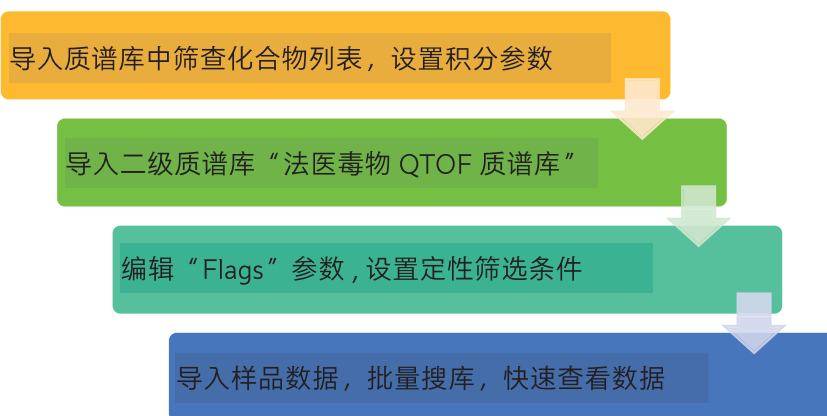 导入质谱库中筛查化合物列表，设置积分参数
导入二级质谱库“法医毒物 QTOF 质谱库”
编辑“Flags”参数 , 设置定性筛选条件
导入样品数据，批量搜库，快速查看数据